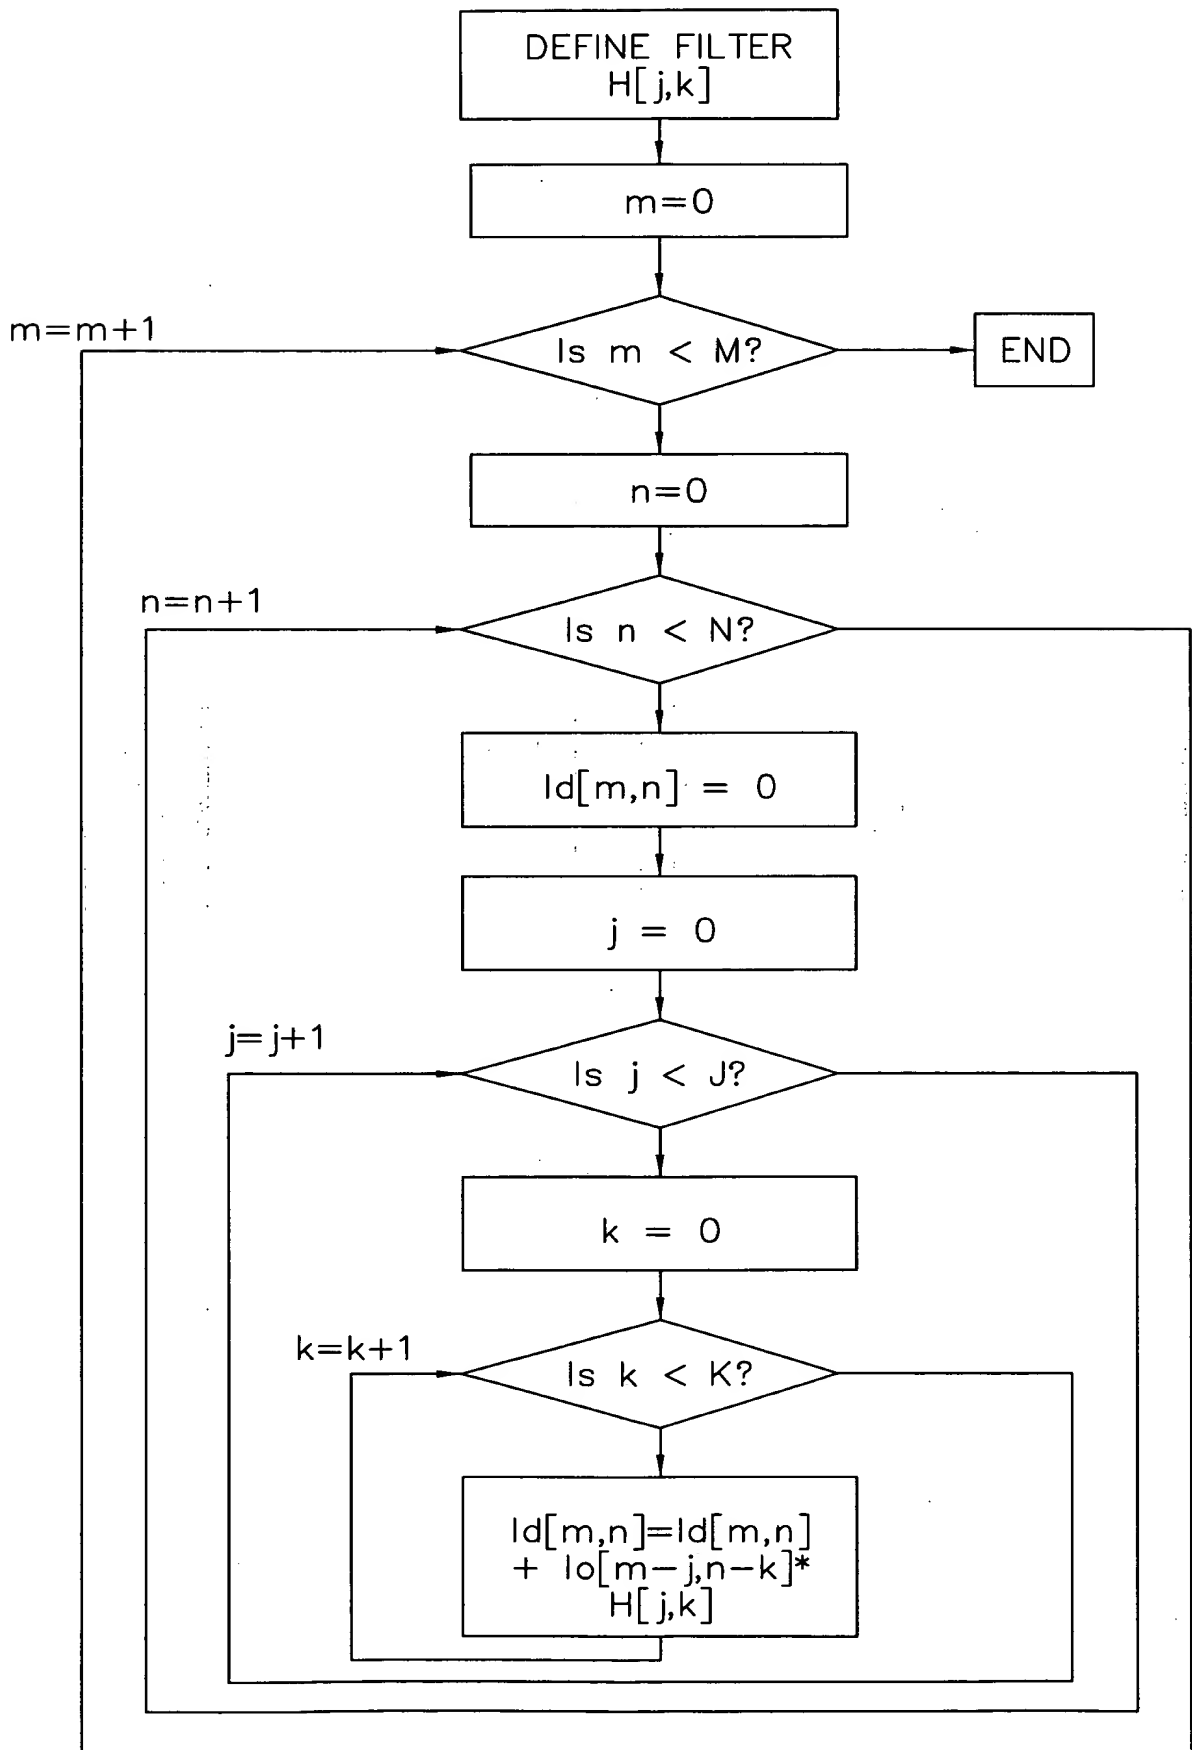 DEFINE FILTER
H[j,k]
m=0
m=m+1
Is m < M?
END
n=0
n=n+1
Is n < N?
Id[m,n] = 0
j = 0
j=j+1
Is j < J?
k = 0
k=k+1
Is k < K?
Id[m,n]=Id[m,n]
+ Io[m-j,n-k]*
H[j,k]